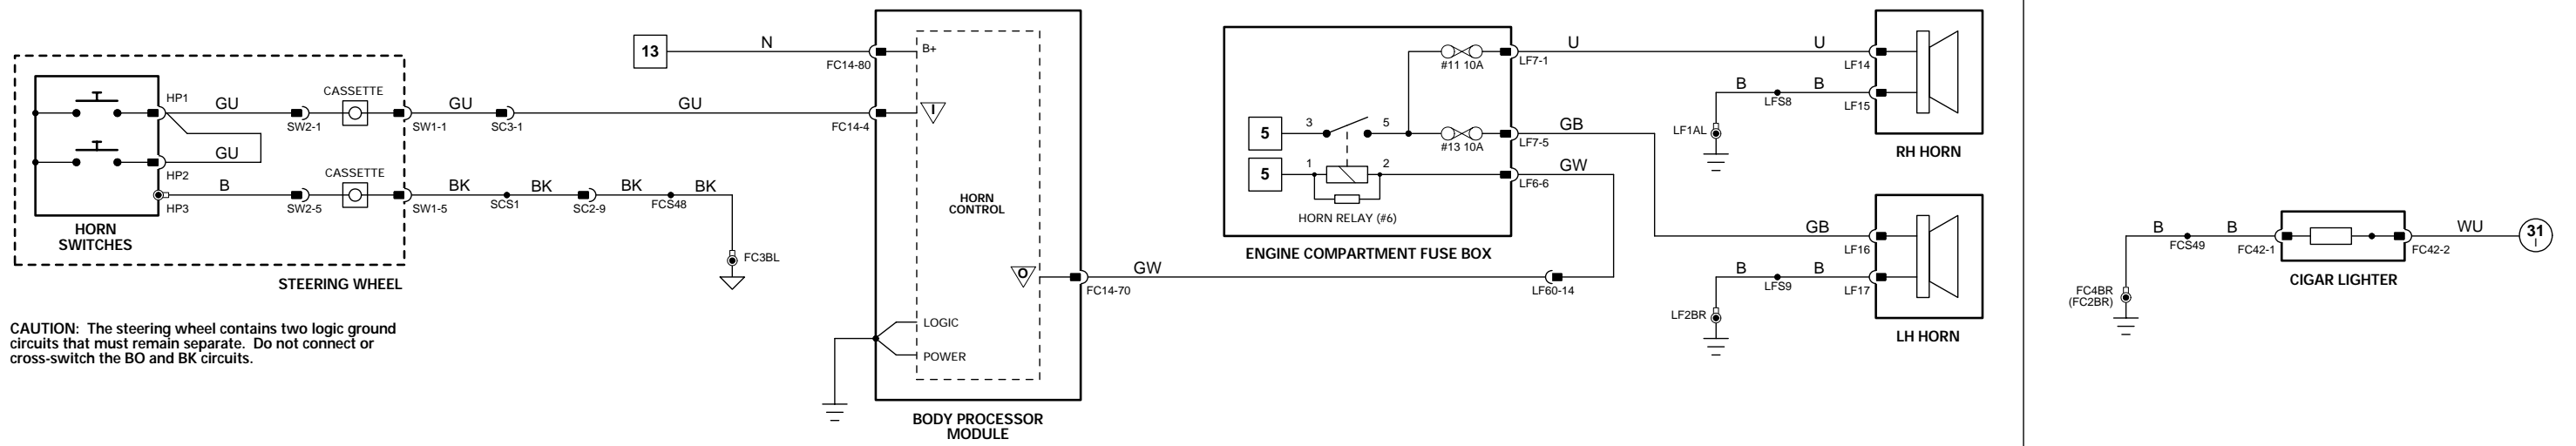 13
N
FC14-80
B+
HP1
GU
CASSETTE
GU
GU
SW2-1
SW1-1
SC3-1
FC14-4
I
GU
HP2
CASSETTE
B
BK
BK
BK
BK
HP3
SW2-5
SW1-5
SCS1
SC2-9
FCS48
HORN
SWITCHES
FC3BL
STEERING WHEEL
CAUTION: The steering wheel contains two logic ground
circuits that must remain separate. Do not connect or
cross-switch the BO and BK circuits.
HORN
CONTROL
O
LOGIC
POWER
BODY PROCESSOR
MODULE
FC14-70
GW
LF60-14
#11 10A
LF7-1
U
U
LF14
5
3
5
#13 10A
LF7-5
GB
5
1
2
LF6-6
GW
HORN RELAY (#6)
ENGINE COMPARTMENT FUSE BOX
B
B
LFS8
LF15
LF1AL
RH HORN
GB
LF16
B
B
LFS9
LF17
LF2BR
LH HORN
B
B
FCS49
FC42-1
FC42-2
WU
31
I
CIGAR LIGHTER
FC4BR
(FC2BR)